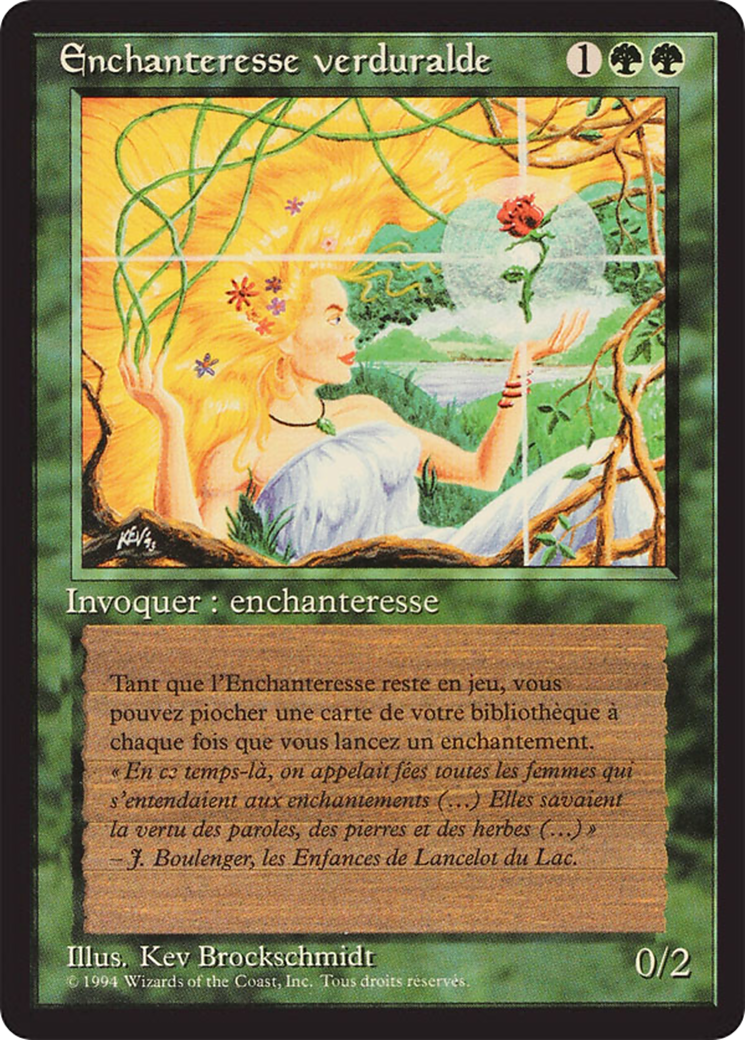 Enchanteresse verduralde 1
KEV '93
Invoquer : enchanteresse
Tant que l'Enchanteresse reste en jeu, vous
pouvez piocher une carte de votre bibliothèque à
chaque fois que vous lancez un enchantement.
« En ce temps-là, on appelait fées toutes les femmes qui
s'entendaient aux enchantements (...) Elles savaient
la vertu des paroles, des pierres et des herbes (...) »
– J. Boulenger, les Enfances de Lancelot du Lac.
Illus. Kev Brockschmidt
0/2
© 1994 Wizards of the Coast, Inc. Tous droits réservés.